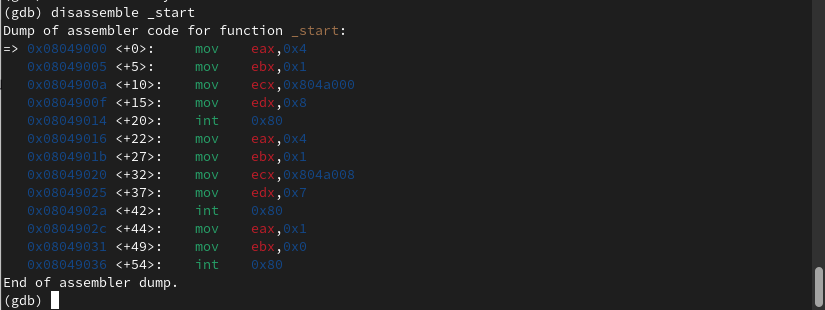 (gdb) disassemble _start
Dump of assembler code for function _start:
=> 0x08049000 <+0>:     mov    eax,0x4
   0x08049005 <+5>:     mov    ebx,0x1
   0x0804900a <+10>:    mov    ecx,0x804a000
   0x0804900f <+15>:    mov    edx,0x8
   0x08049014 <+20>:    int    0x80
   0x08049016 <+22>:    mov    eax,0x4
   0x0804901b <+27>:    mov    ebx,0x1
   0x08049020 <+32>:    mov    ecx,0x804a008
   0x08049025 <+37>:    mov    edx,0x7
   0x0804902a <+42>:    int    0x80
   0x0804902c <+44>:    mov    eax,0x1
   0x08049031 <+49>:    mov    ebx,0x0
   0x08049036 <+54>:    int    0x80
End of assembler dump.
(gdb)